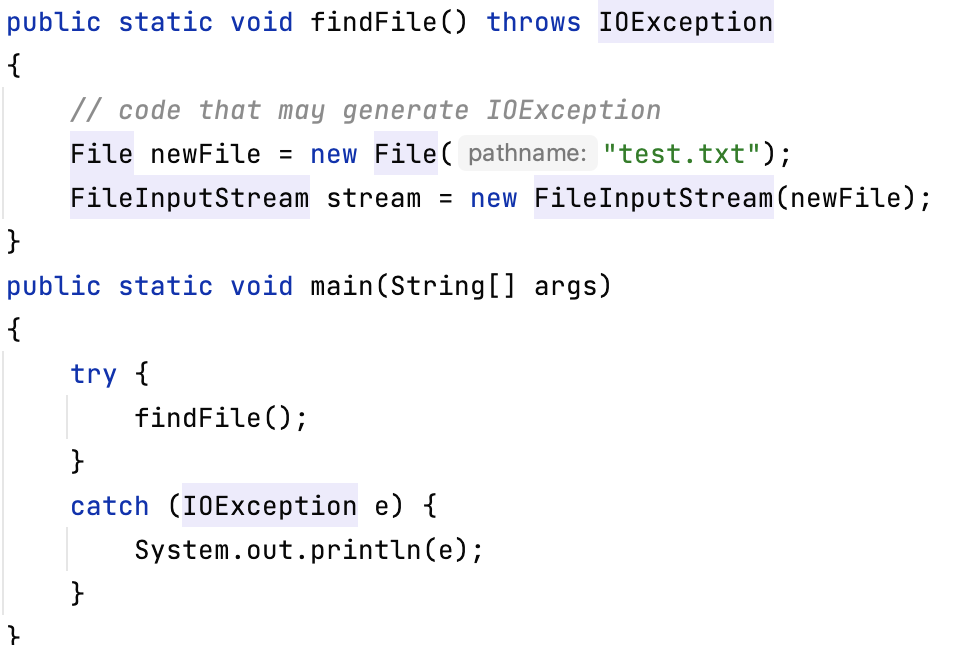 public static void findFile() throws IOException
{
    // code that may generate IOException
    File newFile = new File( pathname: "test.txt");
    FileInputStream stream = new FileInputStream(newFile);
}
public static void main(String[] args)
{
    try {
        findFile();
    }
    catch (IOException e) {
        System.out.println(e);
    }
}